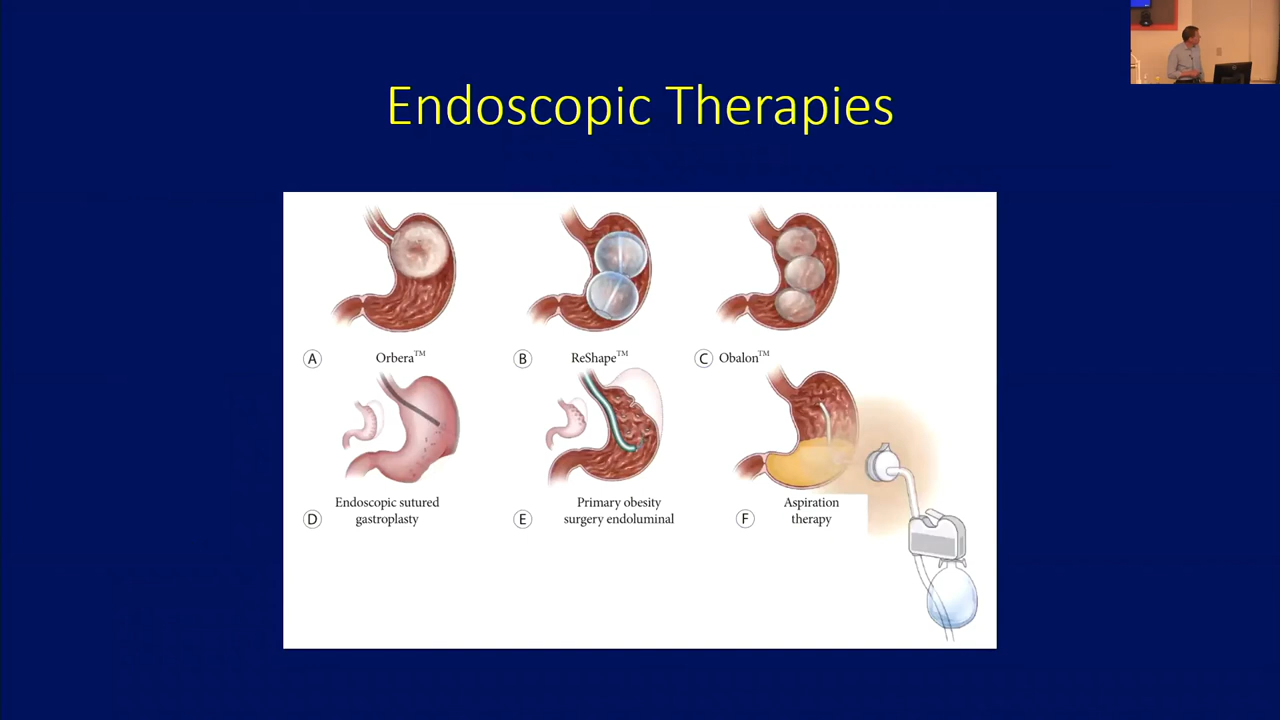 Endoscopic Therapies
A Orbera™
B ReShape™
C Obalon™
D Endoscopic sutured
gastroplasty
E Primary obesity
surgery endoluminal
F Aspiration
therapy